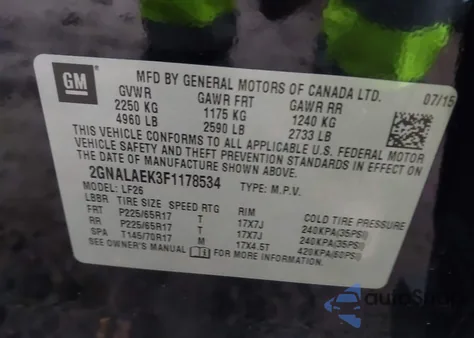 GM
MFD BY GENERAL MOTORS OF CANADA LTD. 07/15
GVWR GAWR FRT GAWR RR
2250 KG 1175 KG 1240 KG
4960 LB 2590 LB 2733 LB
THIS VEHICLE CONFORMS TO ALL APPLICABLE U.S. FEDERAL MOTOR
VEHICLE SAFETY AND THEFT PREVENTION STANDARDS IN EFFECT ON
THE DATE OF MANUFACTURE SHOWN ABOVE.
2GNALAEK3F1178534 TYPE: M.P.V.
MODEL: LF26
LBBR TIRE SIZE SPEED RTG RIM COLD TIRE PRESSURE
FRT P225/65R17 T 17X7J 240KPA(35PSI)
RR P225/65R17 T 17X7J 240KPA(35PSI)
SPA T145/70R17 M 17X4.5T 420KPA(60PSI)
SEE OWNER'S MANUAL FOR MORE INFORMATION.